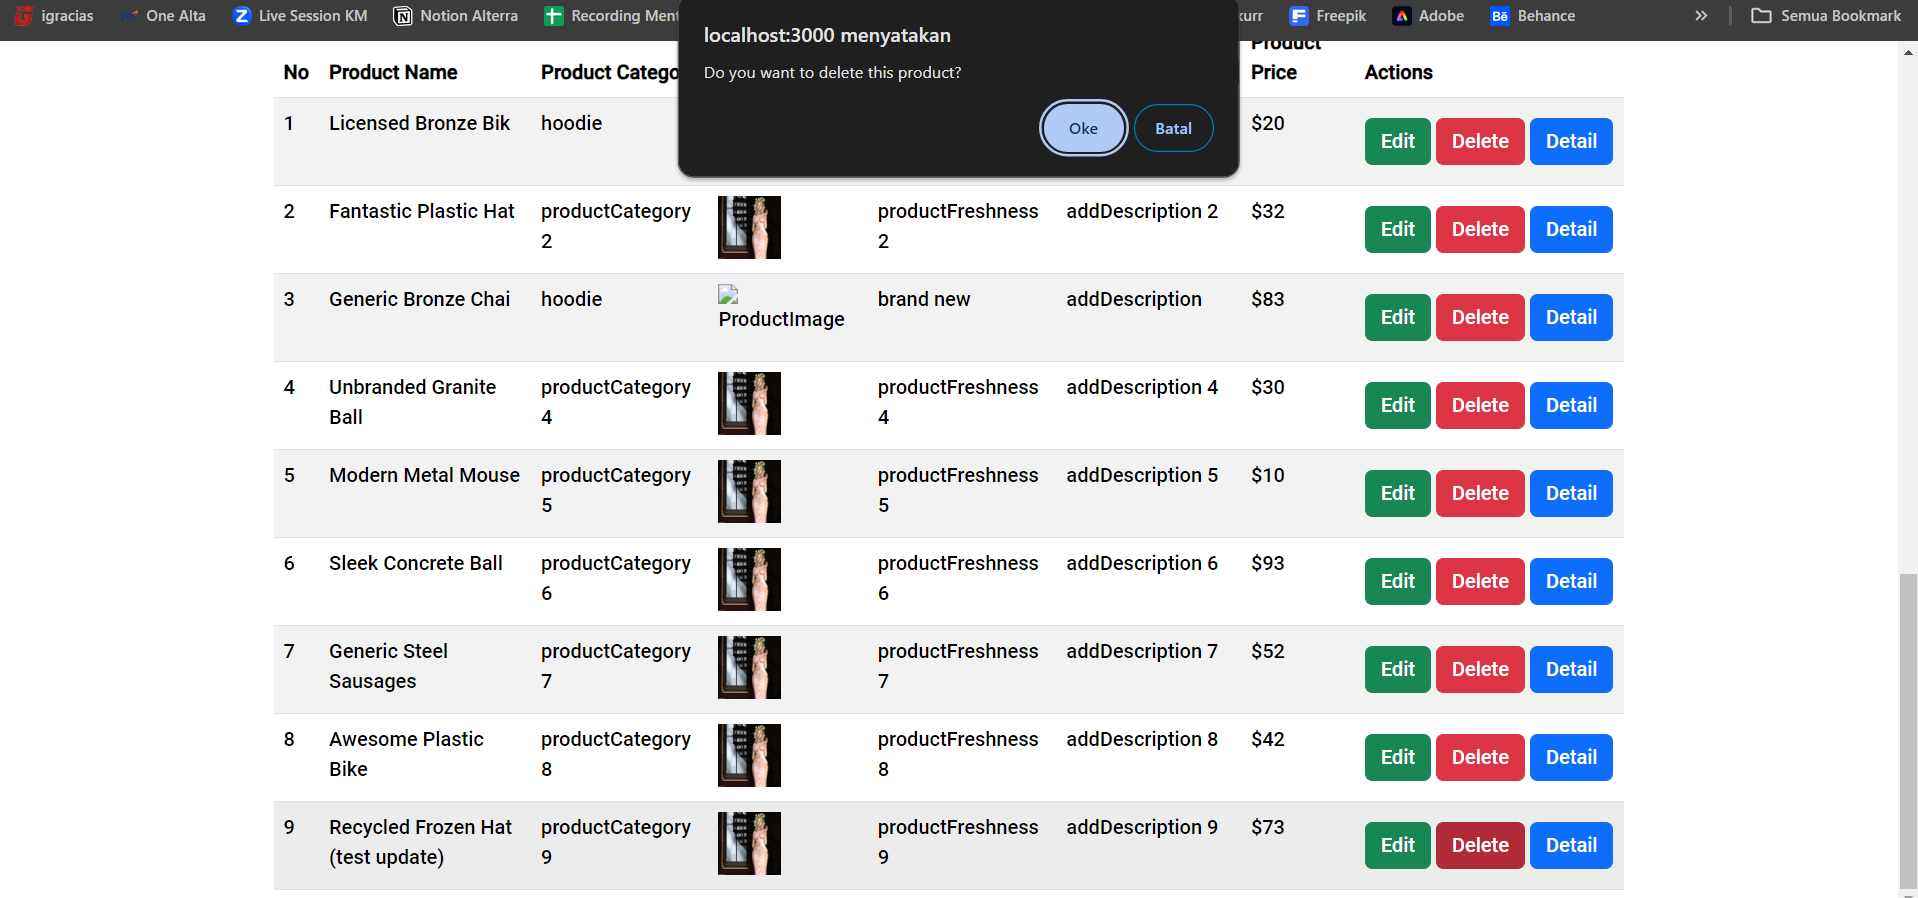 igracias One Alta Live Session KM Notion Alterra Recording Ment kurr Freepik Adobe Bē Behance » Semua Bookmark
localhost:3000 menyatakan
Do you want to delete this product?
Oke Batal
No Product Name Product Catego Product Price Actions
1 Licensed Bronze Bik hoodie $20 Edit Delete Detail
2 Fantastic Plastic Hat productCategory 2 productFreshness 2 addDescription 2 $32 Edit Delete Detail
3 Generic Bronze Chai hoodie ProductImage brand new addDescription $83 Edit Delete Detail
4 Unbranded Granite Ball productCategory 4 productFreshness 4 addDescription 4 $30 Edit Delete Detail
5 Modern Metal Mouse productCategory 5 productFreshness 5 addDescription 5 $10 Edit Delete Detail
6 Sleek Concrete Ball productCategory 6 productFreshness 6 addDescription 6 $93 Edit Delete Detail
7 Generic Steel Sausages productCategory 7 productFreshness 7 addDescription 7 $52 Edit Delete Detail
8 Awesome Plastic Bike productCategory 8 productFreshness 8 addDescription 8 $42 Edit Delete Detail
9 Recycled Frozen Hat (test update) productCategory 9 productFreshness 9 addDescription 9 $73 Edit Delete Detail